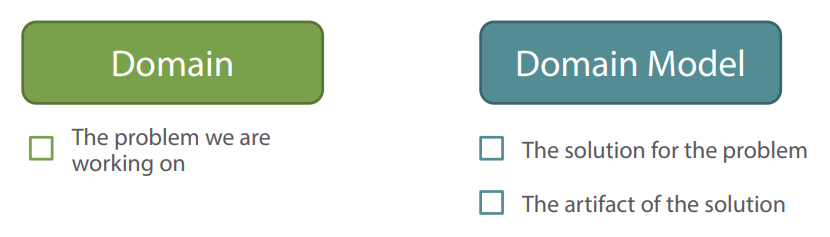 Domain
The problem we are
working on
Domain Model
The solution for the problem
The artifact of the solution